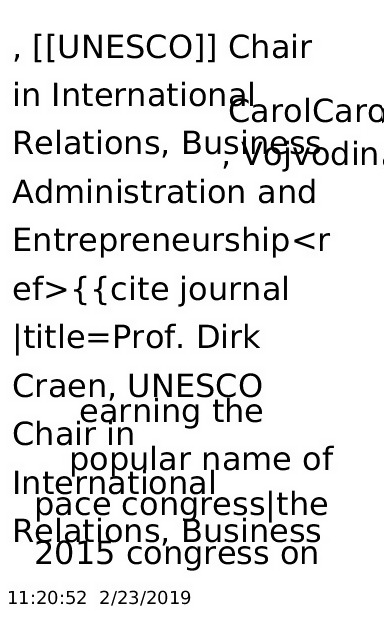 , [[UNESCO]] Chair
in International
CarolCaro
Relations, Business
, Vojvodin
Administration and
Entrepreneurship<r
ef>{{cite journal
|title=Prof. Dirk
Craen, UNESCO
earning the
Chair in
popular name of
International
pace congress|the
Relations, Business
2015 congress on
11:20:52 2/23/2019